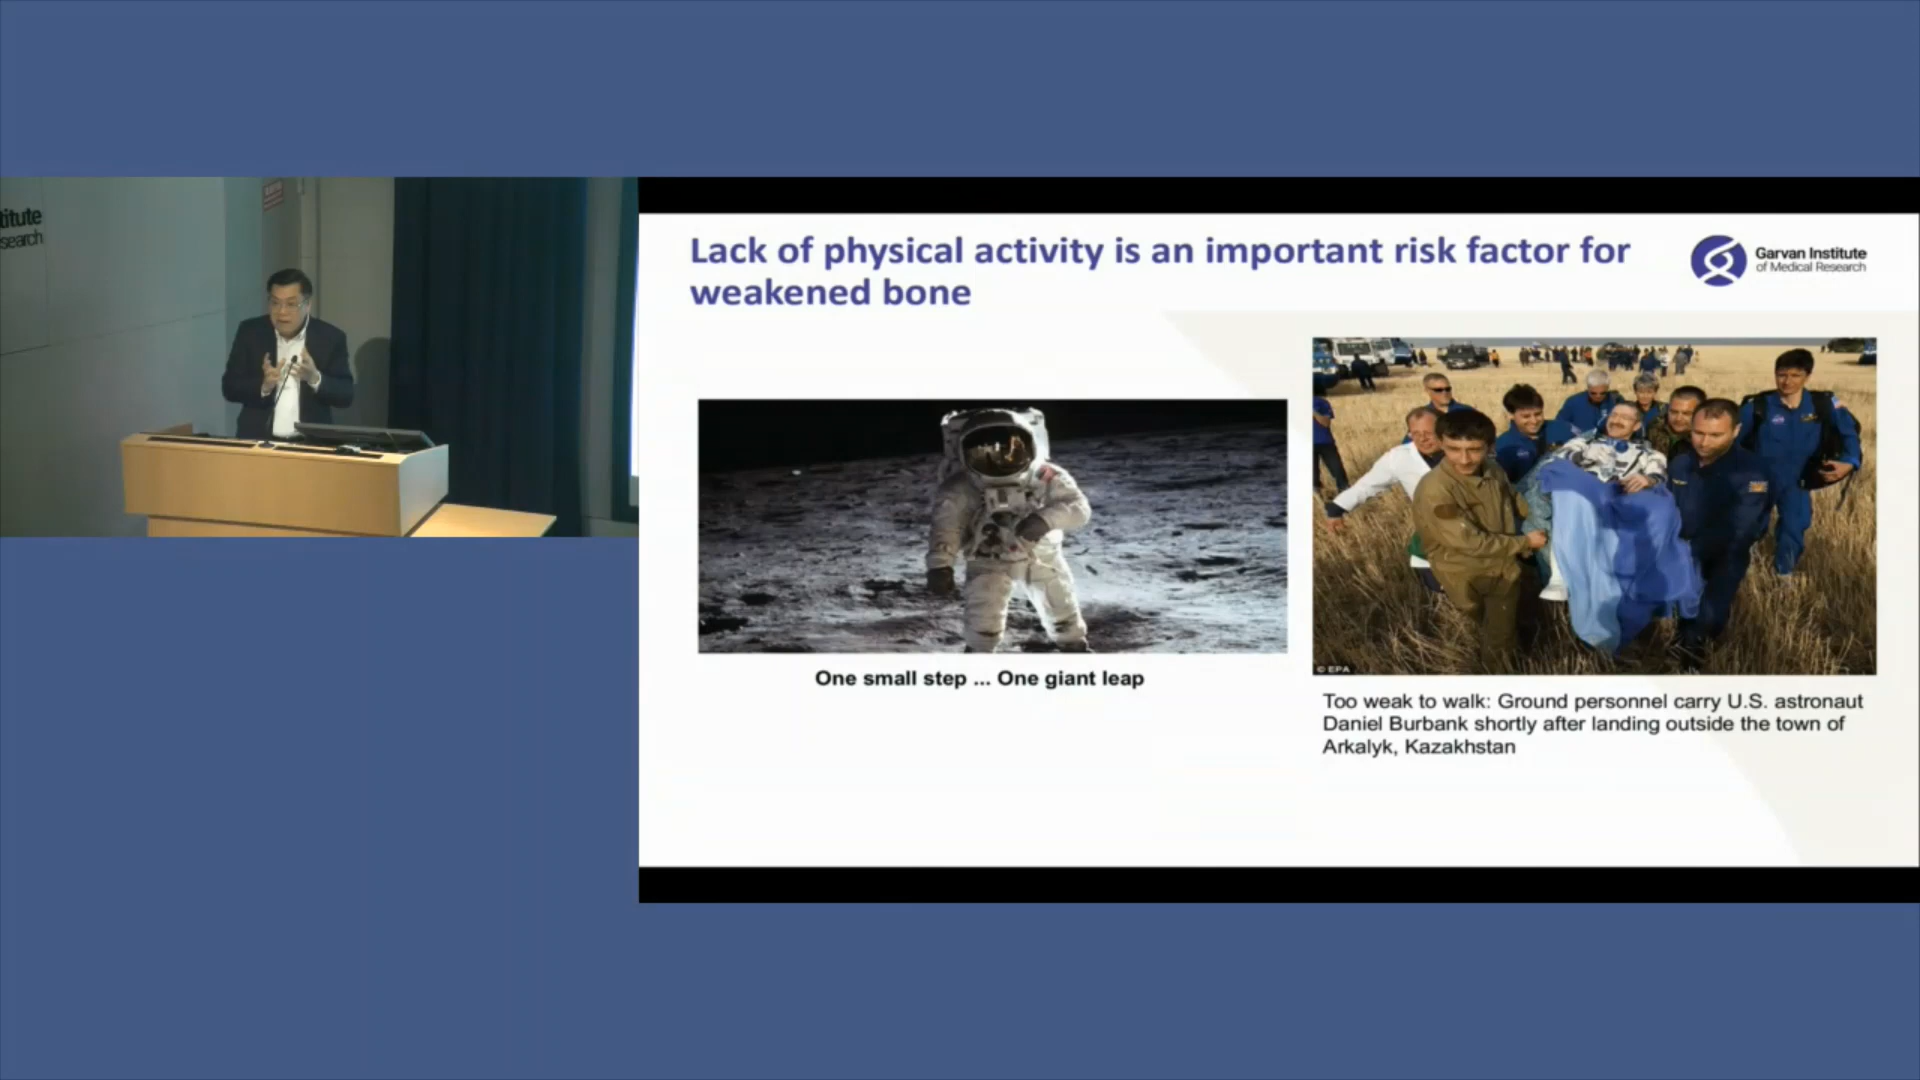 titute
search
Lack of physical activity is an important risk factor for
weakened bone
Garvan Institute
of Medical Research
© EPA
One small step ... One giant leap
Too weak to walk: Ground personnel carry U.S. astronaut
Daniel Burbank shortly after landing outside the town of
Arkalyk, Kazakhstan